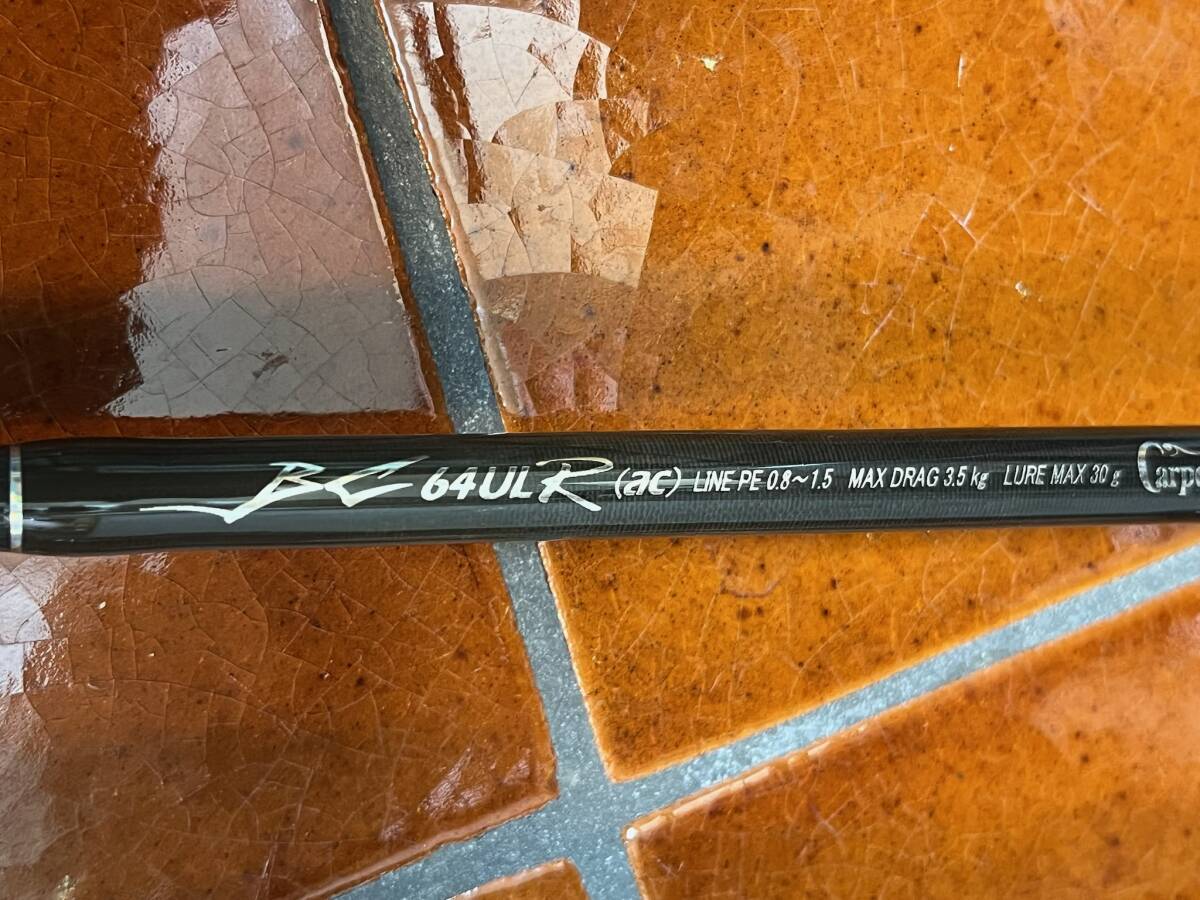 BC 64ULR (ac) LINE PE 0.8~1.5 MAX DRAG 3.5 kg LURE MAX 30 g